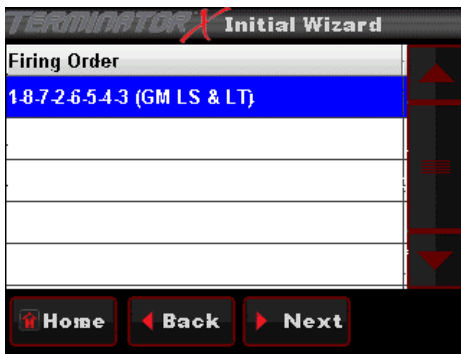 TERMINATOR X Initial Wizard
Firing Order
1-8-7-2-6-5-4-3 (GM LS & LT)
Home Back Next